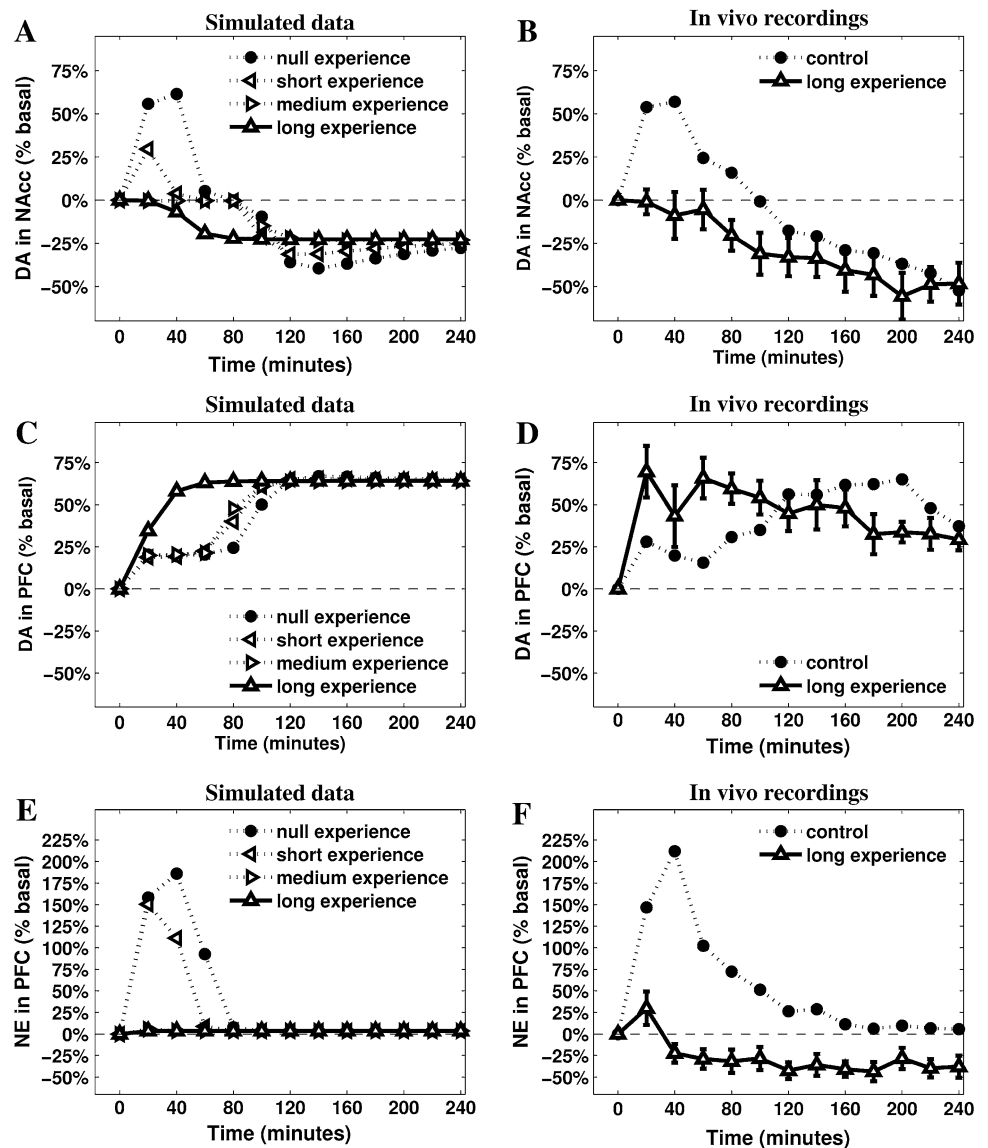 A
Simulated data
DA in NAcc (% basal)
75%
50%
25%
0%
−25%
−50%
null experience
short experience
medium experience
long experience
0 40 80 120 160 200 240
Time (minutes)
B
In vivo recordings
DA in NAcc (% basal)
75%
50%
25%
0%
−25%
−50%
control
long experience
0 40 80 120 160 200 240
Time (minutes)
C
Simulated data
DA in PFC (% basal)
75%
50%
25%
0%
−25%
−50%
null experience
short experience
medium experience
long experience
0 40 80 120 160 200 240
Time (minutes)
D
In vivo recordings
DA in PFC (% basal)
75%
50%
25%
0%
−25%
−50%
control
long experience
0 40 80 120 160 200 240
Time (minutes)
E
Simulated data
NE in PFC (% basal)
225%
200%
175%
150%
125%
100%
75%
50%
25%
0%
−25%
−50%
null experience
short experience
medium experience
long experience
0 40 80 120 160 200 240
Time (minutes)
F
In vivo recordings
NE in PFC (% basal)
225%
200%
175%
150%
125%
100%
75%
50%
25%
0%
−25%
−50%
control
long experience
0 40 80 120 160 200 240
Time (minutes)